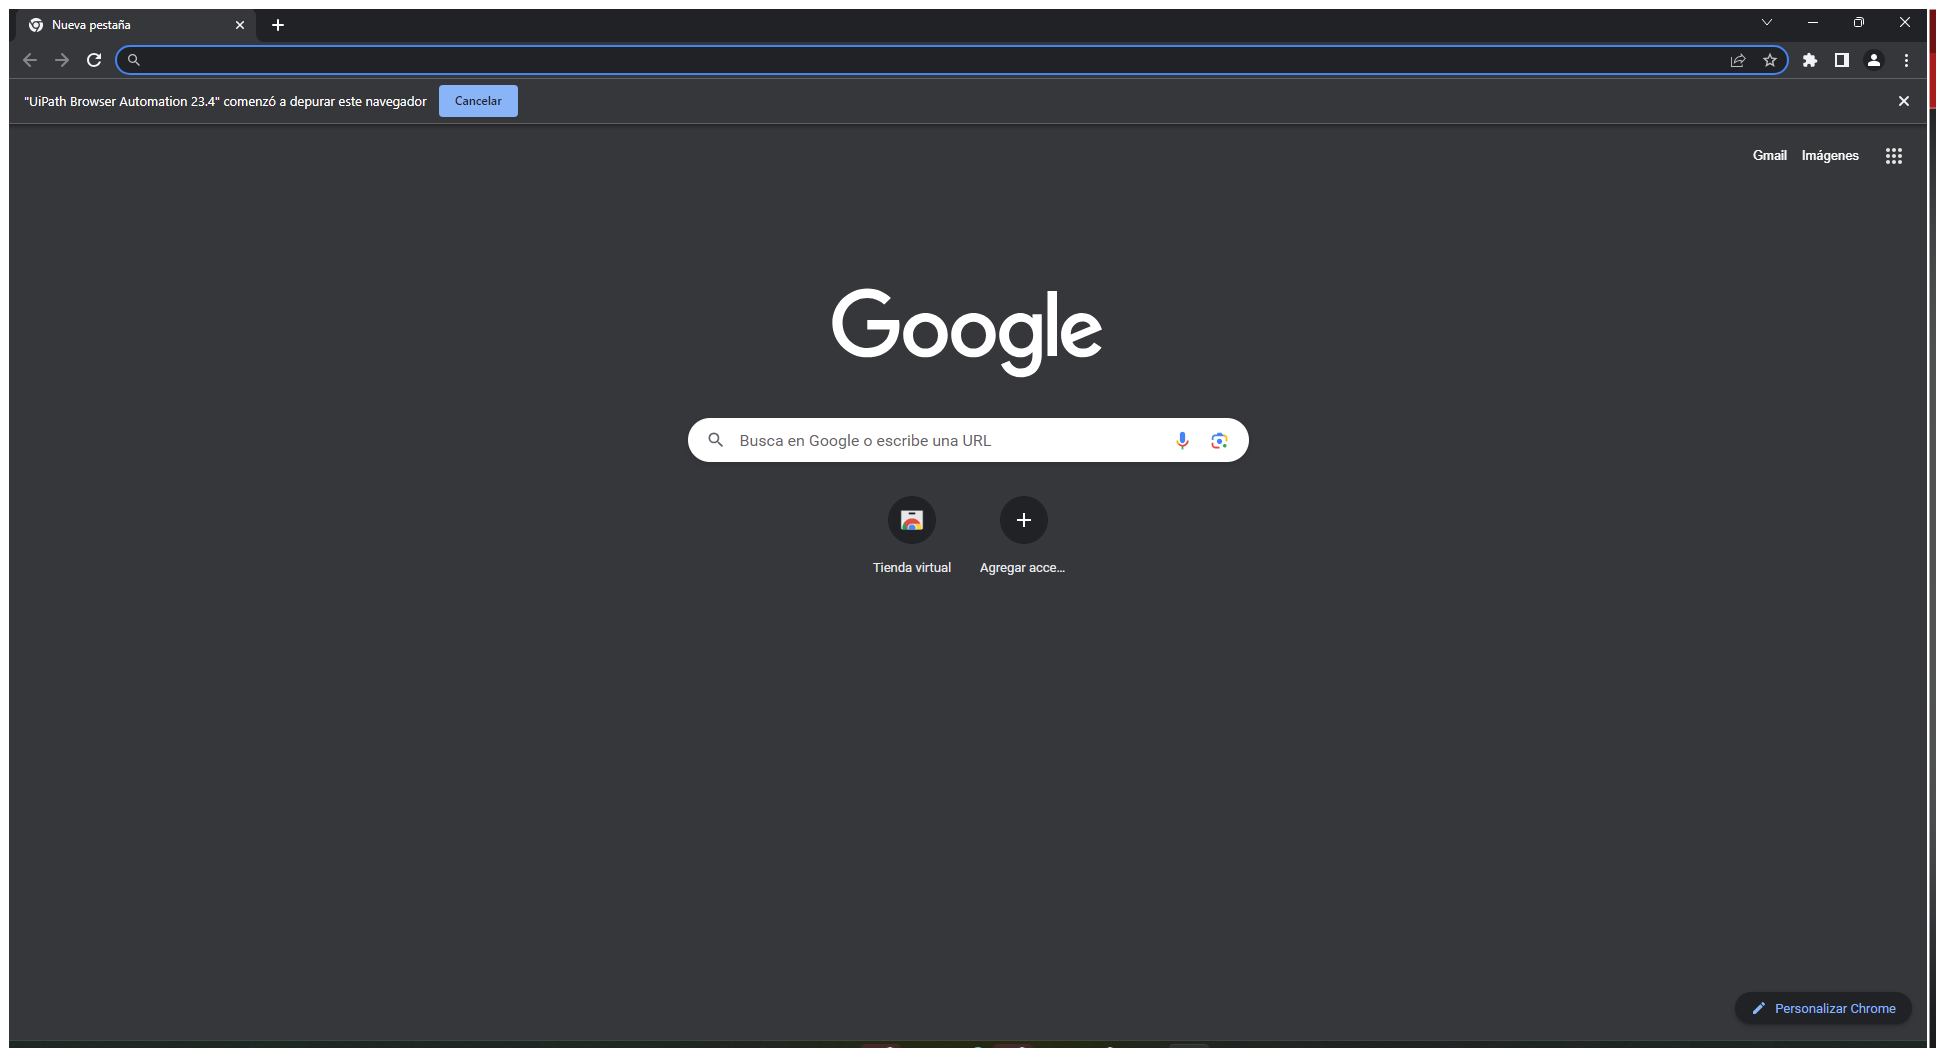 Nueva pestaña
"UiPath Browser Automation 23.4" comenzó a depurar este navegador Cancelar
Gmail Imágenes
Google
Busca en Google o escribe una URL
Tienda virtual Agregar acce...
Personalizar Chrome